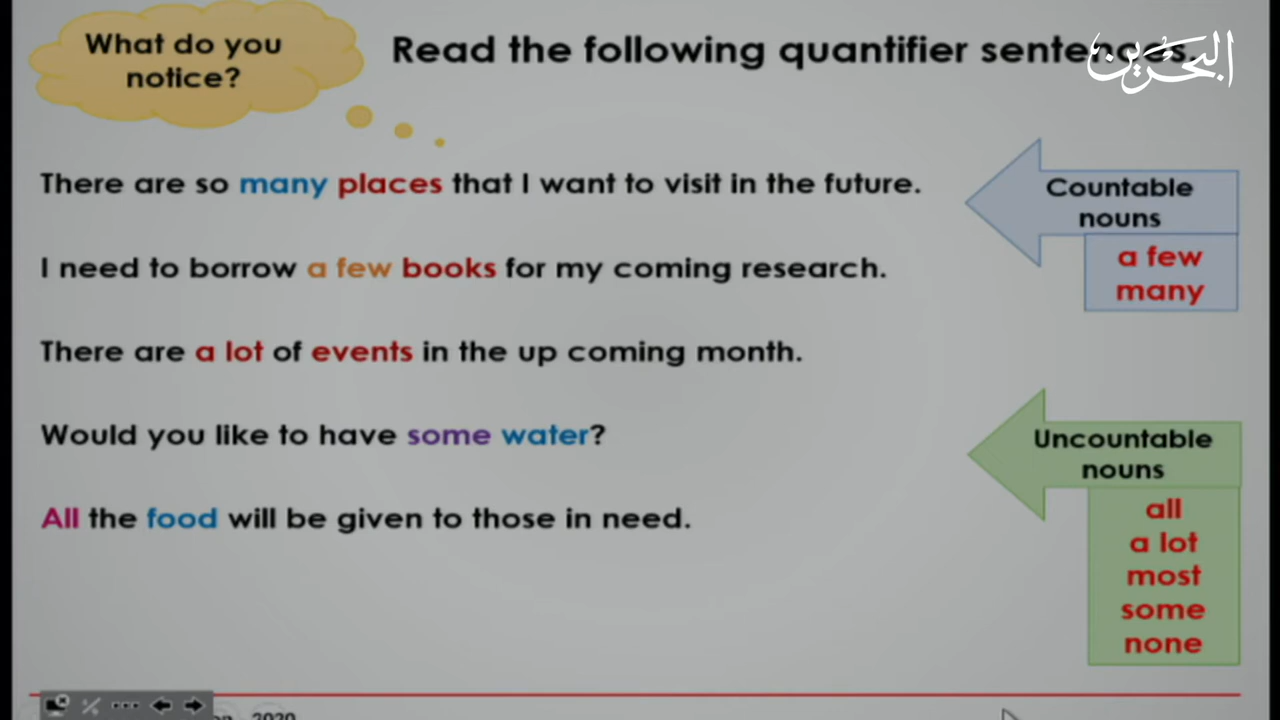 What do you
notice?
Read the following quantifier sentences.
البحرين
There are so many places that I want to visit in the future.
I need to borrow a few books for my coming research.
There are a lot of events in the up coming month.
Would you like to have some water?
All the food will be given to those in need.
Countable
nouns
a few
many
Uncountable
nouns
all
a lot
most
some
none
2020